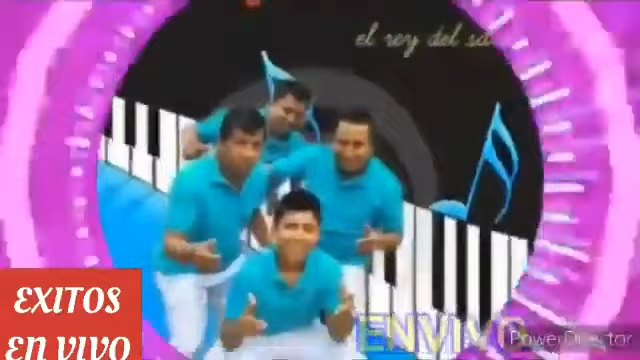 el rey del sa
EXITOS
EN VIVO
ENVIVO
PowerDirector